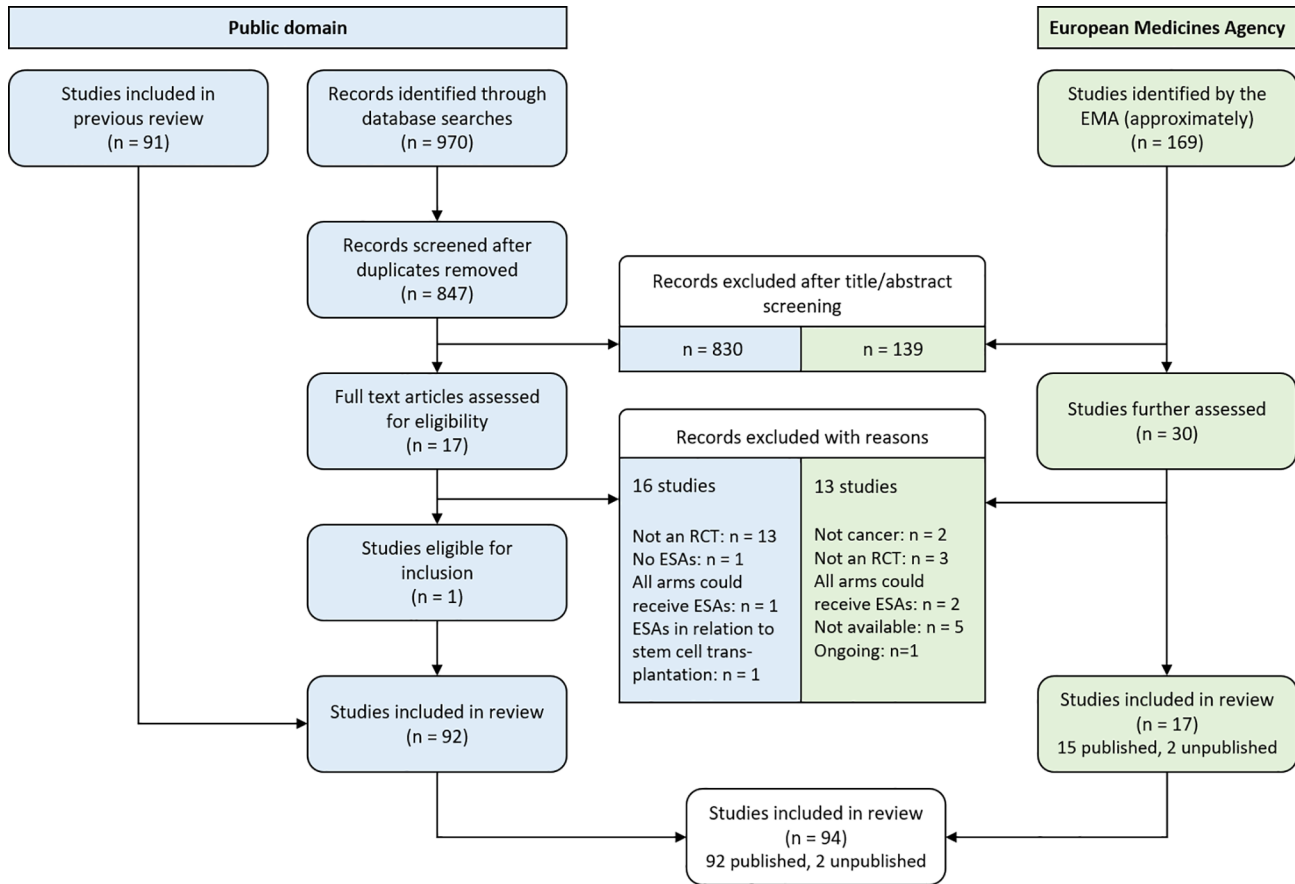 Public domain
European Medicines Agency
Studies included in
previous review
(n = 91)
Records identified through
database searches
(n = 970)
Studies identified by the
EMA (approximately)
(n = 169)
Records screened after
duplicates removed
(n = 847)
Records excluded after title/abstract
screening
n = 830
n = 139
Full text articles assessed
for eligibility
(n = 17)
Studies further assessed
(n = 30)
Records excluded with reasons
16 studies
Not an RCT: n = 13
No ESAs: n = 1
All arms could
receive ESAs: n = 1
ESAs in relation to
stem cell trans-
plantation: n = 1
13 studies
Not cancer: n = 2
Not an RCT: n = 3
All arms could
receive ESAs: n = 2
Not available: n = 5
Ongoing: n=1
Studies eligible for
inclusion
(n = 1)
Studies included in review
(n = 92)
Studies included in review
(n = 17)
15 published, 2 unpublished
Studies included in review
(n = 94)
92 published, 2 unpublished